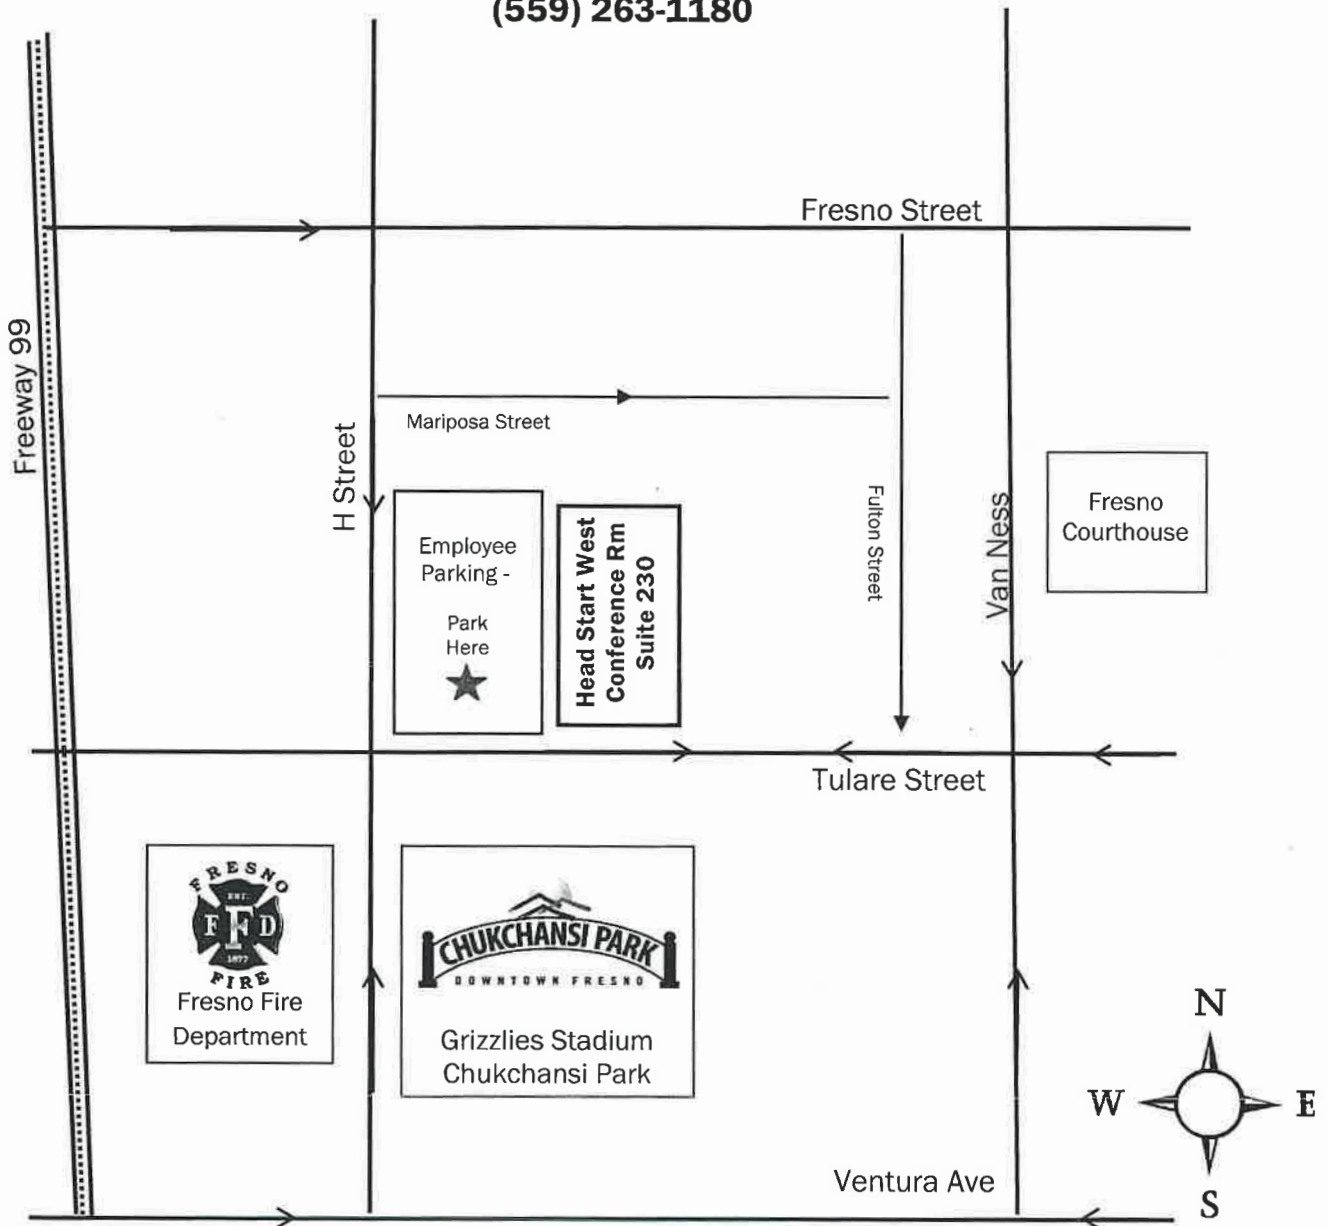 (559) 263-1180
Fresno Street
Freeway 99
Mariposa Street
H Street
Employee
Parking -
Park
Here
Head Start West
Conference Rm
Suite 230
Fulton Street
Van Ness
Fresno
Courthouse
Tulare Street
FRESNO
EST.
F F D
1877
FIRE
Fresno Fire
Department
CHUKCHANSI PARK
DOWNTOWN FRESNO
Grizzlies Stadium
Chukchansi Park
N
W E
S
Ventura Ave